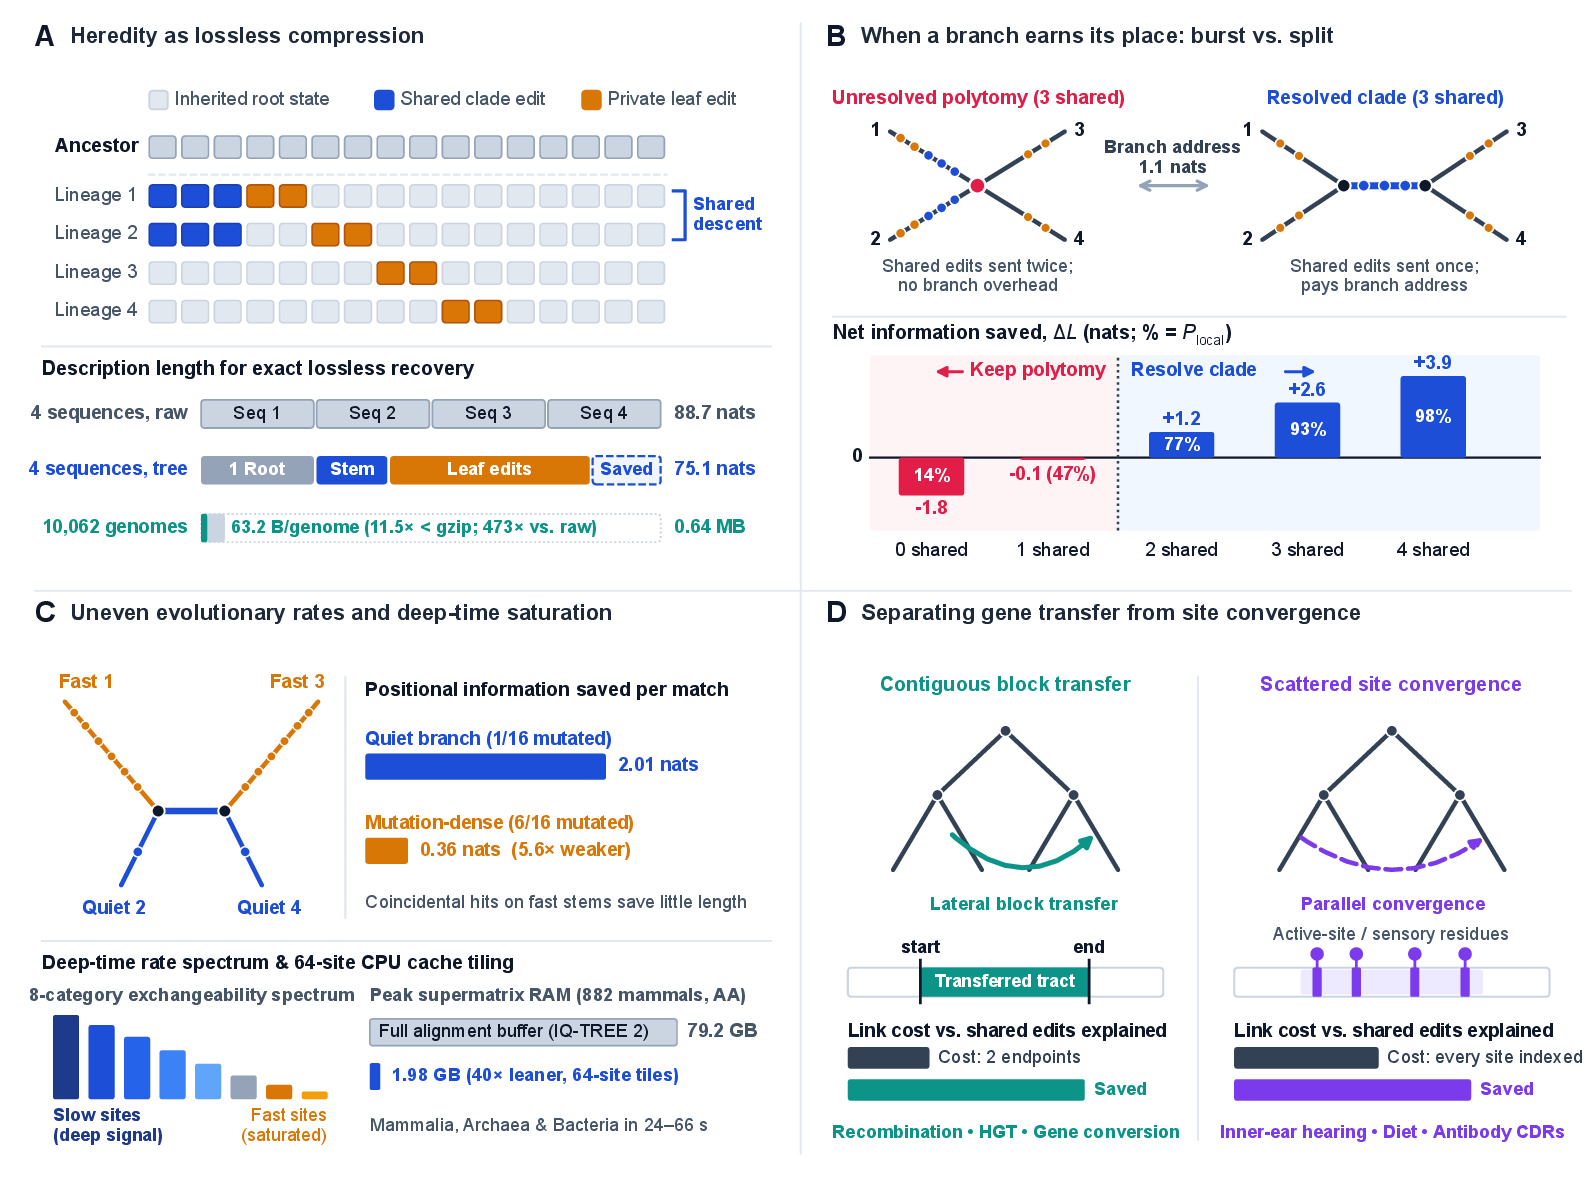 A Heredity as lossless compression
Inherited root state
Shared clade edit
Private leaf edit
Ancestor
Lineage 1
Lineage 2
Lineage 3
Lineage 4
Shared
descent
Description length for exact lossless recovery
4 sequences, raw
Seq 1
Seq 2
Seq 3
Seq 4
88.7 nats
4 sequences, tree
1 Root
Stem
Leaf edits
Saved
75.1 nats
10,062 genomes
63.2 B/genome (11.5× < gzip; 473× vs. raw)
0.64 MB
B When a branch earns its place: burst vs. split
Unresolved polytomy (3 shared)
1
3
2
4
Shared edits sent twice;
no branch overhead
Branch address
1.1 nats
Resolved clade (3 shared)
1
3
2
4
Shared edits sent once;
pays branch address
Net information saved, ΔL (nats; % = Plocal)
Keep polytomy
Resolve clade
0
14%
-1.8
-0.1 (47%)
+1.2
77%
+2.6
93%
+3.9
98%
0 shared
1 shared
2 shared
3 shared
4 shared
C Uneven evolutionary rates and deep-time saturation
Fast 1
Fast 3
Quiet 2
Quiet 4
Positional information saved per match
Quiet branch (1/16 mutated)
2.01 nats
Mutation-dense (6/16 mutated)
0.36 nats (5.6× weaker)
Coincidental hits on fast stems save little length
Deep-time rate spectrum & 64-site CPU cache tiling
8-category exchangeability spectrum
Slow sites
(deep signal)
Fast sites
(saturated)
Peak supermatrix RAM (882 mammals, AA)
Full alignment buffer (IQ-TREE 2)
79.2 GB
1.98 GB (40× leaner, 64-site tiles)
Mammalia, Archaea & Bacteria in 24–66 s
D Separating gene transfer from site convergence
Contiguous block transfer
Lateral block transfer
start
end
Transferred tract
Link cost vs. shared edits explained
Cost: 2 endpoints
Saved
Recombination • HGT • Gene conversion
Scattered site convergence
Parallel convergence
Active-site / sensory residues
Link cost vs. shared edits explained
Cost: every site indexed
Saved
Inner-ear hearing • Diet • Antibody CDRs